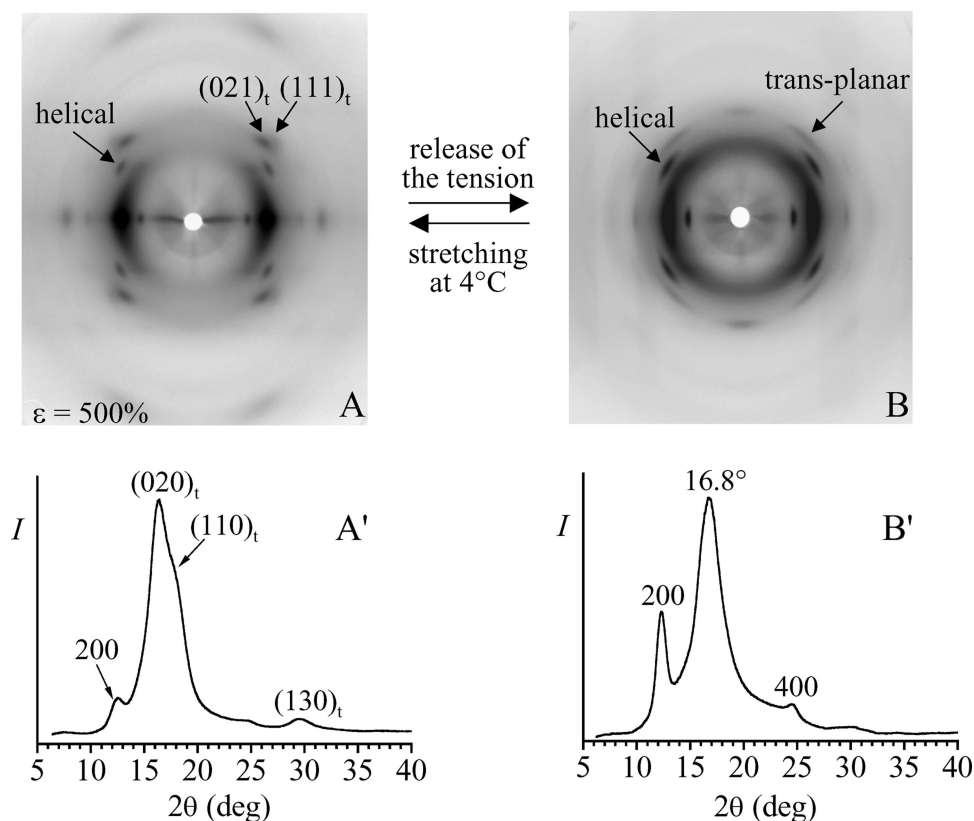 helical
(021)t (111)t
ε = 500%
A
release of
the tension
stretching
at 4°C
helical
trans-planar
B
I
(020)t
(110)t
A'
200
(130)t
5 10 15 20 25 30 35 40
2θ (deg)
I
16.8°
B'
200
400
5 10 15 20 25 30 35 40
2θ (deg)